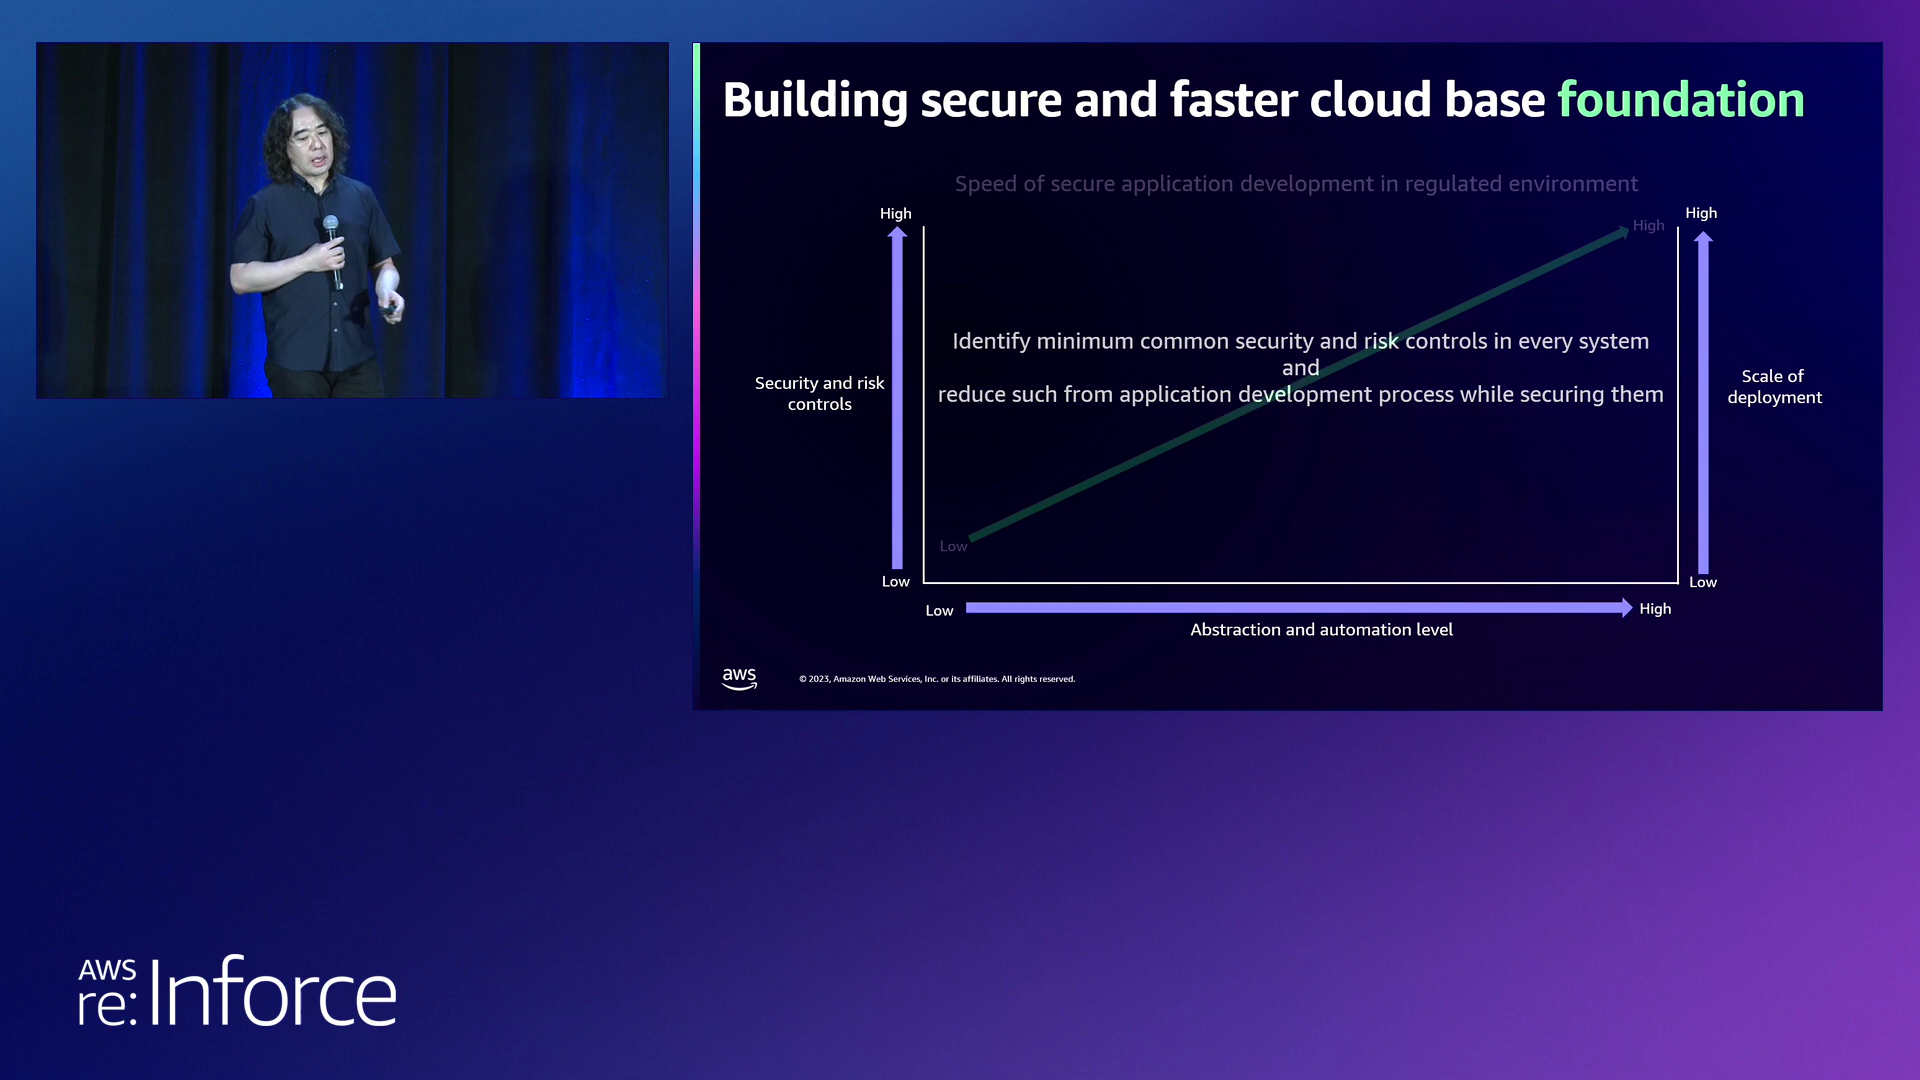 Building secure and faster cloud base foundation
Speed of secure application development in regulated environment
High
High
High
Identify minimum common security and risk controls in every system
and
reduce such from application development process while securing them
Security and risk
controls
Scale of
deployment
Low
Low
Low
Low
High
Abstraction and automation level
aws
© 2023, Amazon Web Services, Inc. or its affiliates. All rights reserved.
AWS
re:Inforce